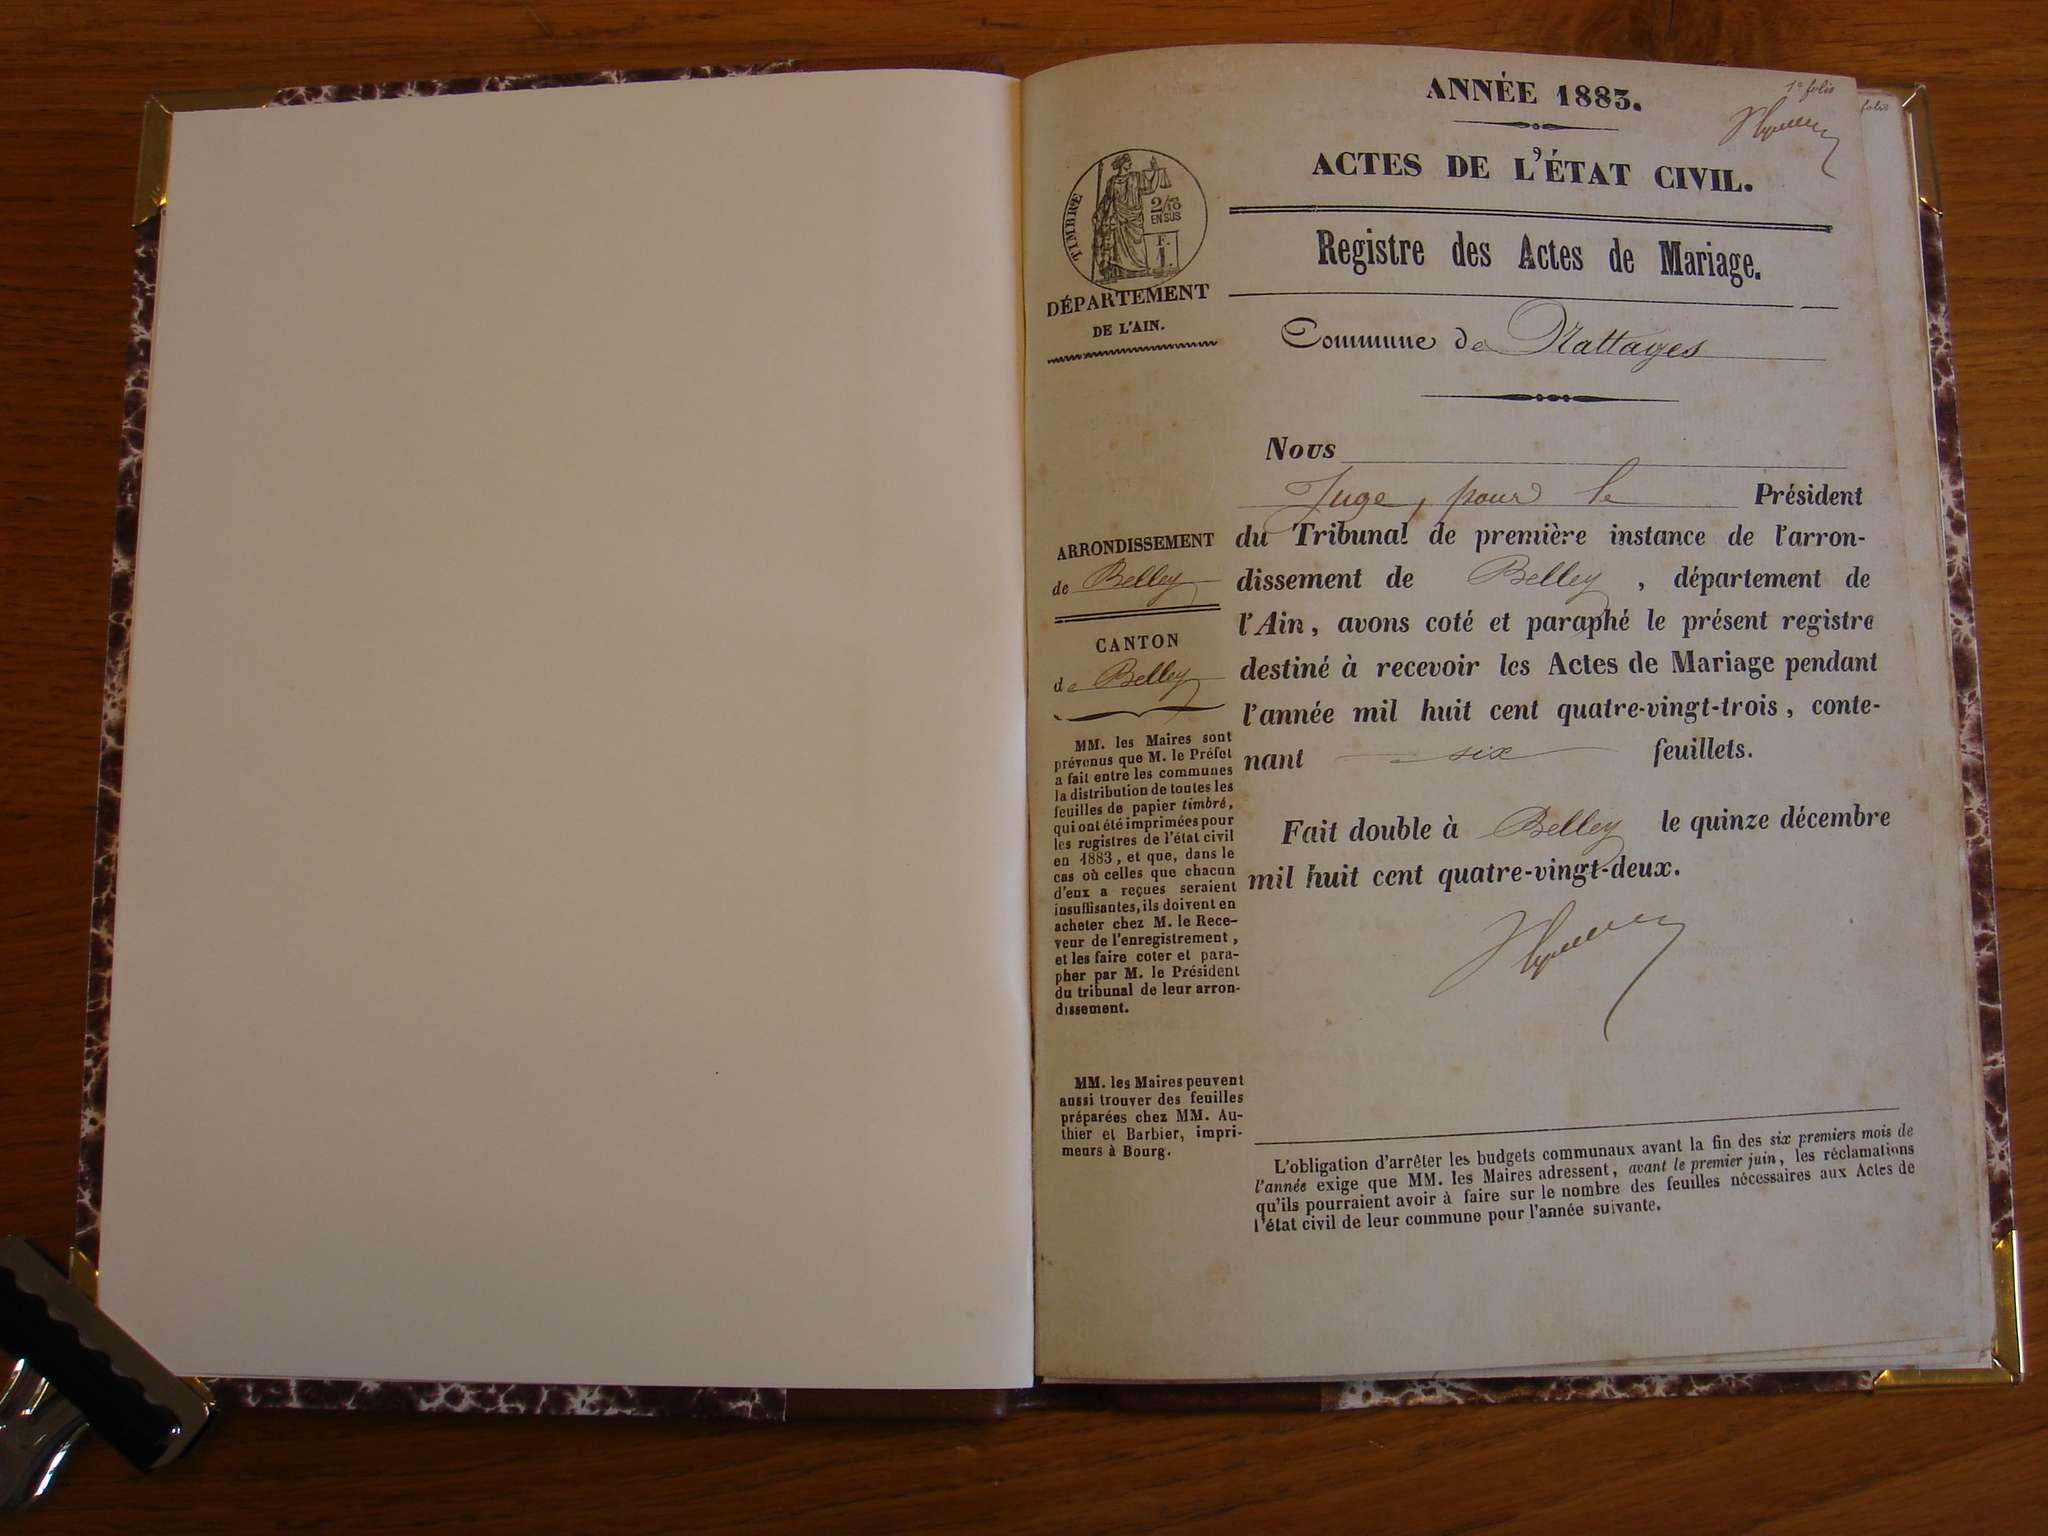 1er folio
folio
ANNÉE 1883.
ACTES DE L'ÉTAT CIVIL.
Registre des Actes de Mariage.
TIMBRE
2/10
EN SUS
F.
1.
DÉPARTEMENT
DE L'AIN.
Commune de Nattages
Nous
Juge, pour le Président
du Tribunal de première instance de l'arron-
dissement de Belley, département de
l'Ain, avons coté et paraphé le présent registre
destiné à recevoir les Actes de Mariage pendant
l'année mil huit cent quatre-vingt-trois, conte-
nant six feuillets.
Fait double à Belley le quinze décembre
mil huit cent quatre-vingt-deux.
ARRONDISSEMENT
de Belley
CANTON
de Belley
MM. les Maires sont
prévenus que M. le Préfet
a fait entre les communes
la distribution de toutes les
feuilles de papier timbré,
qui ont été imprimées pour
les registres de l'état civil
en 1883, et que, dans le
cas où celles que chacun
d'eux a reçues seraient
insuffisantes, ils doivent en
acheter chez M. le Rece-
veur de l'enregistrement,
et les faire coter et para-
pher par M. le Président
du tribunal de leur arron-
dissement.
MM. les Maires peuvent
aussi trouver des feuilles
préparées chez MM. Au-
thier et Barbier, impri-
meurs à Bourg.
L'obligation d'arrêter les budgets communaux avant la fin des six premiers mois de
l'année exige que MM. les Maires adressent, avant le premier juin, les réclamations
qu'ils pourraient avoir à faire sur le nombre des feuilles nécessaires aux Actes de
l'état civil de leur commune pour l'année suivante.